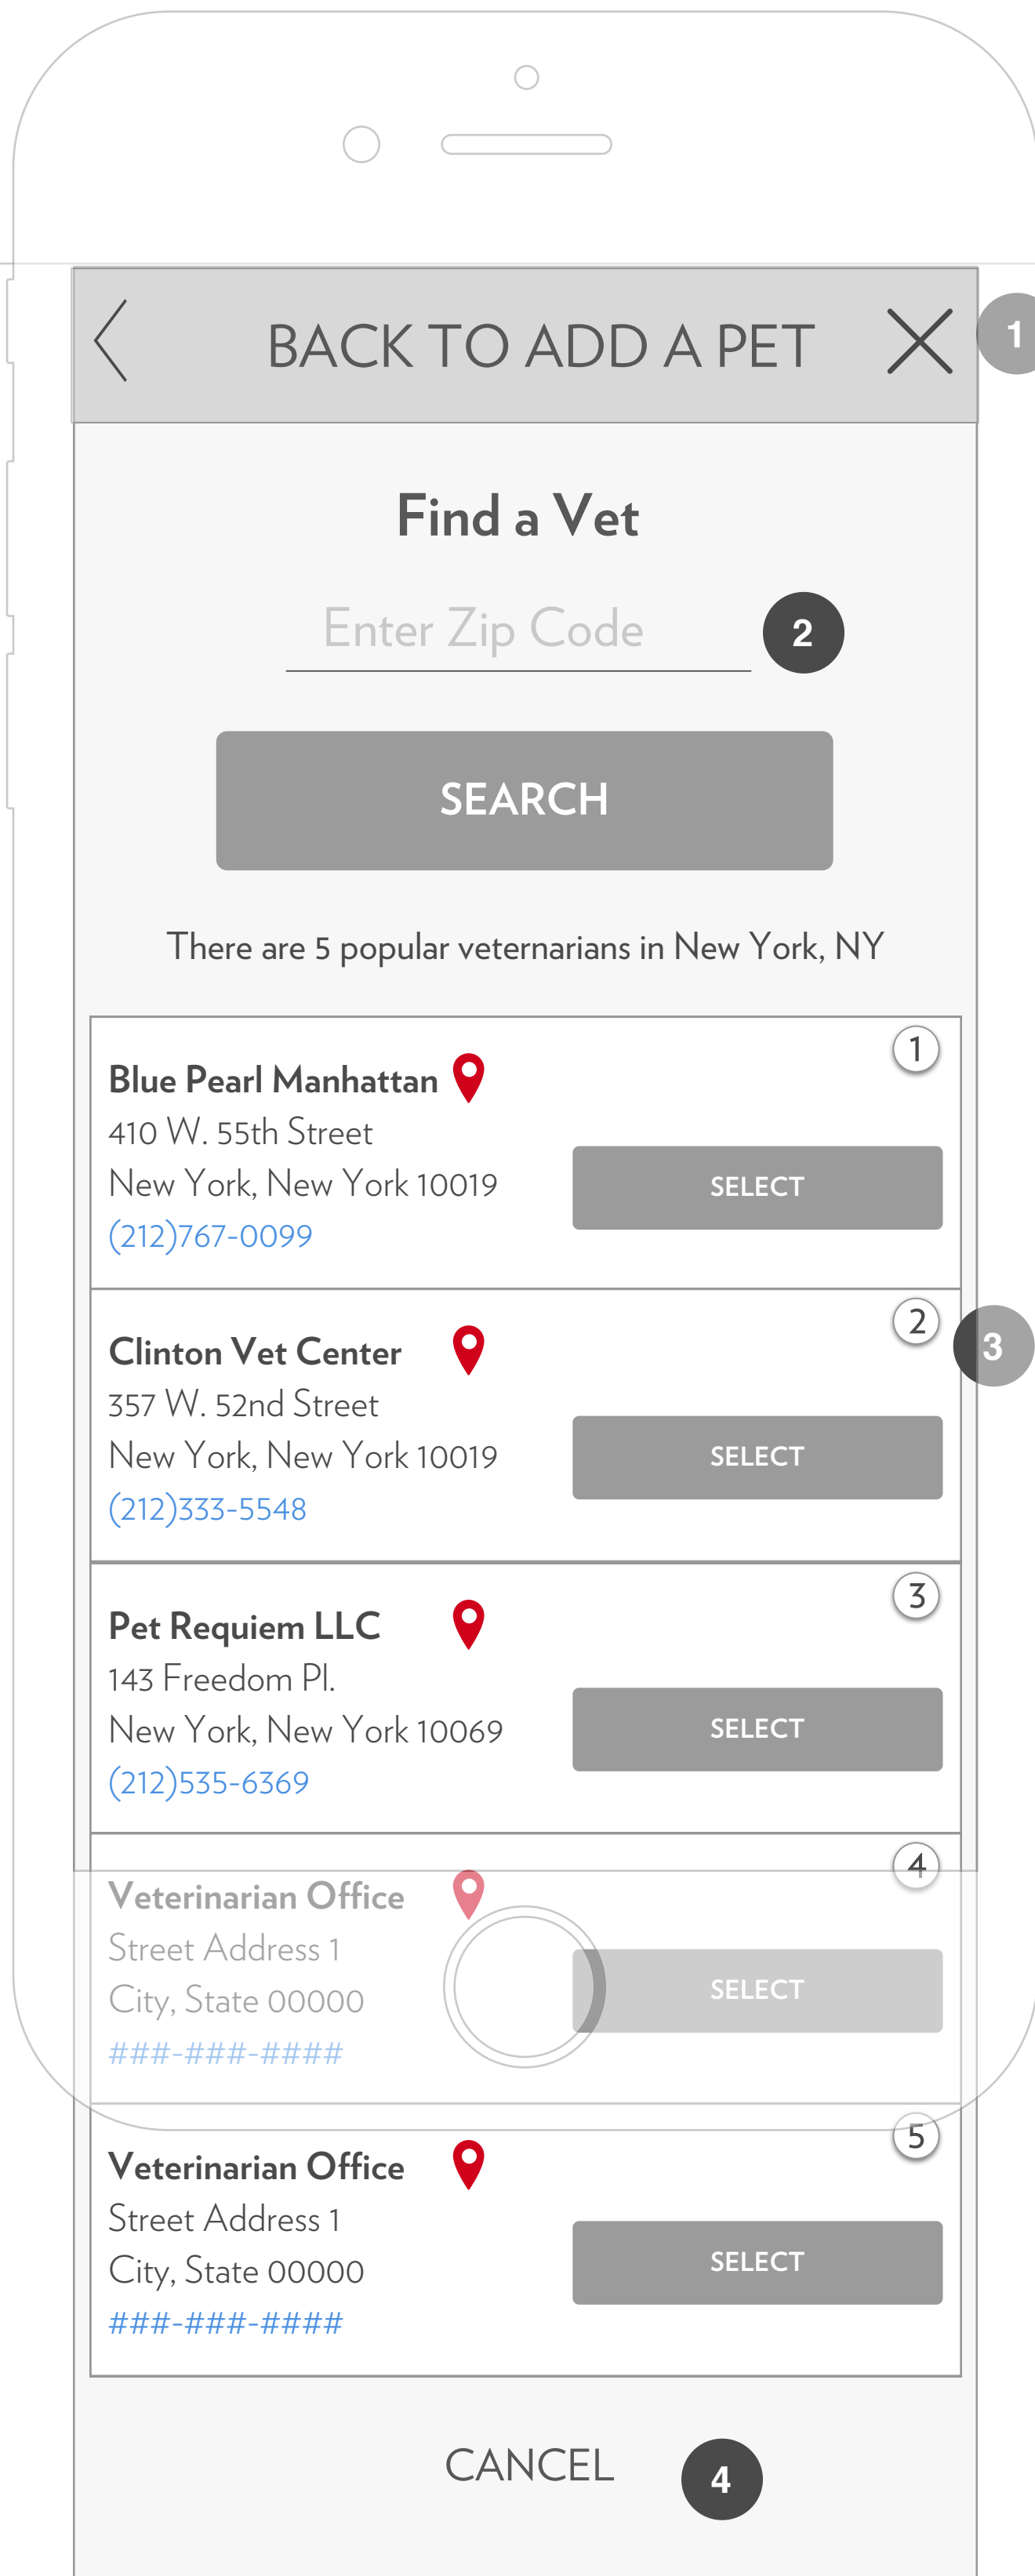 BACK TO ADD A PET
1
Find a Vet
Enter Zip Code
2
SEARCH
There are 5 popular veternarians in New York, NY
1
Blue Pearl Manhattan
410 W. 55th Street
New York, New York 10019
(212)767-0099
SELECT
2
3
Clinton Vet Center
357 W. 52nd Street
New York, New York 10019
(212)333-5548
SELECT
3
Pet Requiem LLC
143 Freedom Pl.
New York, New York 10069
(212)535-6369
SELECT
4
Veterinarian Office
Street Address 1
City, State 00000
###-###-####
SELECT
5
Veterinarian Office
Street Address 1
City, State 00000
###-###-####
SELECT
CANCEL
4